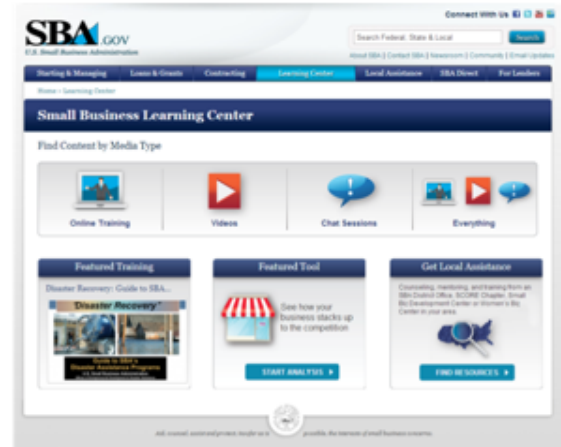 Connect With Us
SBA.GOV
U.S. Small Business Administration
Search Federal, State & Local
Search
About SBA | Contact SBA | Newsroom | Community | Email Updates
Starting & Managing
Loans & Grants
Contracting
Learning Center
Local Assistance
SBA Direct
For Lenders
Home > Learning Center
Small Business Learning Center
Find Content by Media Type
Online Training
Videos
Chat Sessions
Everything
Featured Training
Disaster Recovery: Guide to SBA...
"Disaster Recovery"
Guide to SBA's
Disaster Assistance Programs
U.S. Small Business Administration
Featured Tool
See how your
business stacks up
to the competition
START ANALYSIS
Get Local Assistance
Counseling, mentoring, and training from an
SBA District Office, SCORE Chapter, Small
Biz Development Center or Women's Biz
Center in your area.
FIND RESOURCES